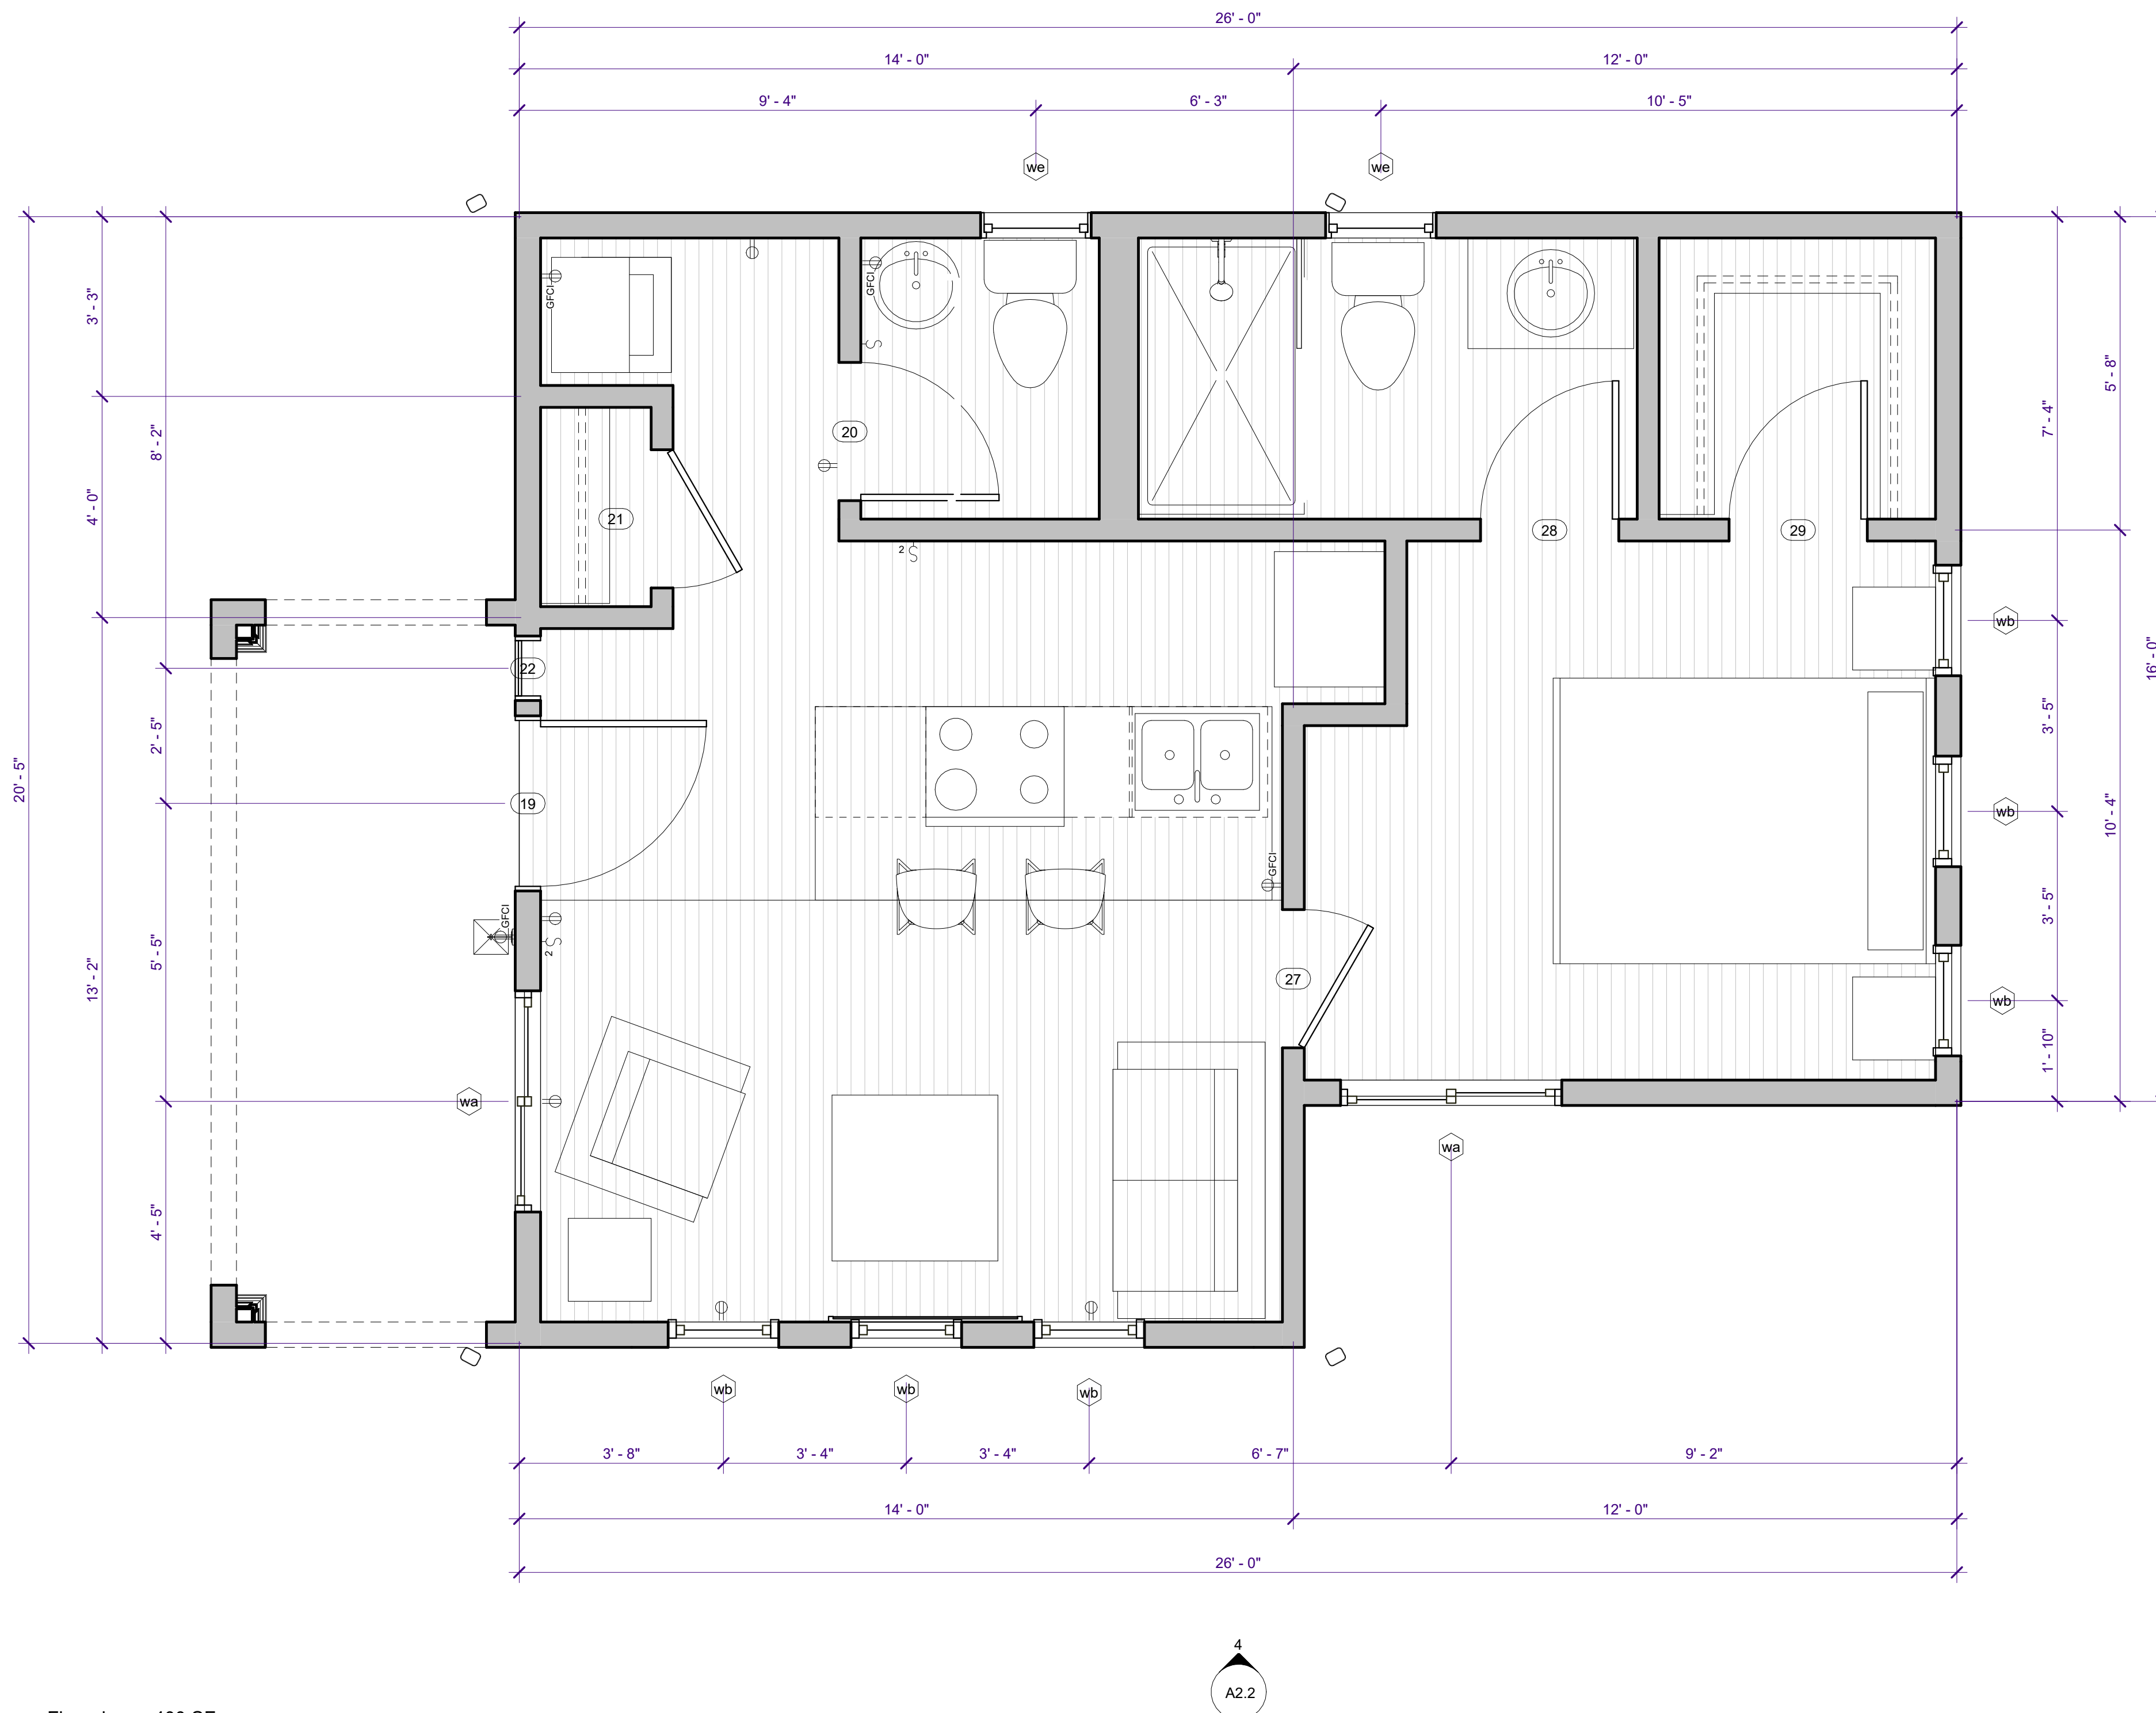 26' - 0"
14' - 0"
12' - 0"
9' - 4"
6' - 3"
10' - 5"
we
we
3' - 3"
8' - 2"
4' - 0"
20' - 5"
2' - 5"
13' - 2"
5' - 5"
4' - 5"
GFCI
GFCI
20
21
2
28
29
22
19
GFCI
GFCI
2
27
wa
5' - 8"
7' - 4"
16' - 0"
wb
3' - 5"
wb
10' - 4"
3' - 5"
wb
1' - 10"
wa
wb
wb
wb
3' - 8"
3' - 4"
3' - 4"
6' - 7"
9' - 2"
14' - 0"
12' - 0"
26' - 0"
4
A2.2